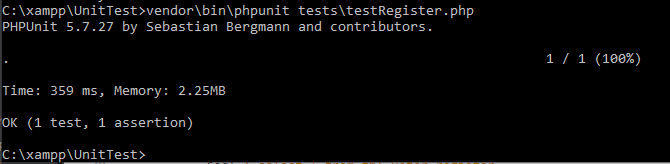 C:\xampp\UnitTest>vendor\bin\phpunit tests\testRegister.php
PHPUnit 5.7.27 by Sebastian Bergmann and contributors.
. 1 / 1 (100%)
Time: 359 ms, Memory: 2.25MB
OK (1 test, 1 assertion)
C:\xampp\UnitTest>